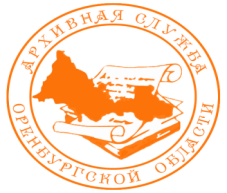 АРХИВНАЯ СЛУЖБА
ОРЕНБУРГСКОЙ ОБЛАСТИ